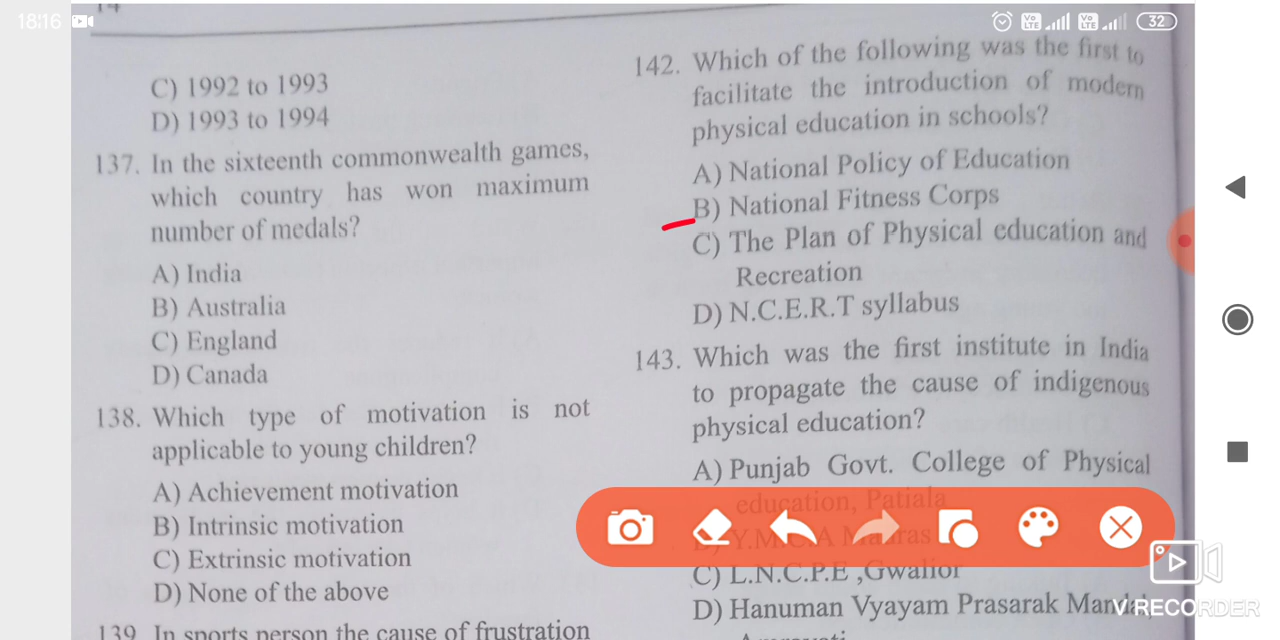 18:16
32
C) 1992 to 1993
D) 1993 to 1994
137. In the sixteenth commonwealth games,
which country has won maximum
number of medals?
A) India
B) Australia
C) England
D) Canada
138. Which type of motivation is not
applicable to young children?
A) Achievement motivation
B) Intrinsic motivation
C) Extrinsic motivation
D) None of the above
139. In sports person the cause of frustration
142. Which of the following was the first to
facilitate the introduction of modern
physical education in schools?
A) National Policy of Education
B) National Fitness Corps
C) The Plan of Physical education and
Recreation
D) N.C.E.R.T syllabus
143. Which was the first institute in India
to propagate the cause of indigenous
physical education?
A) Punjab Govt. College of Physical
education, Patiala
B) Y.M.C.A Madras
C) L.N.C.P.E ,Gwalior
D) Hanuman Vyayam Prasarak Mandal,
V RECORDER